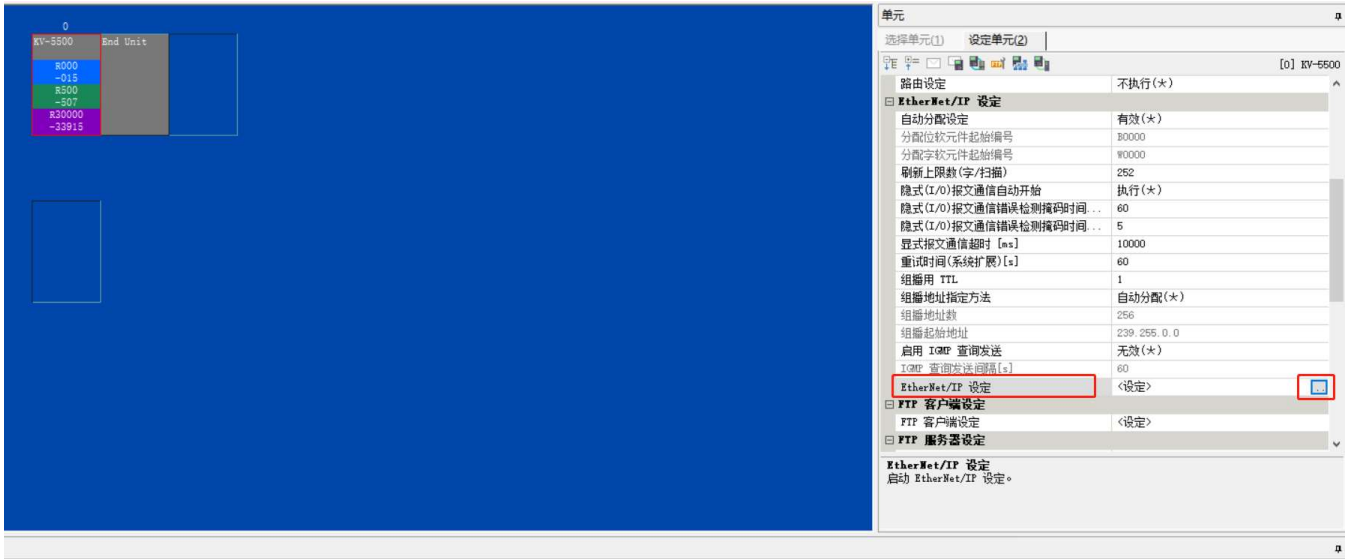 0
KV-5500
End Unit
R000
-015
R500
-507
R30000
-33915
单元
选择单元(1) 设定单元(2)
[0] KV-5500
路由设定 不执行(*)
EtherNet/IP 设定
自动分配设定 有效(*)
分配位软元件起始编号 B0000
分配字软元件起始编号 W0000
刷新上限数(字/扫描) 252
隐式(I/O)报文通信自动开始 执行(*)
隐式(I/O)报文通信错误检测掩码时间... 60
隐式(I/O)报文通信错误检测掩码时间... 5
显式报文通信超时 [ms] 10000
重试时间(系统扩展)[s] 60
组播用 TTL 1
组播地址指定方法 自动分配(*)
组播地址数 256
组播起始地址 239.255.0.0
启用 IGMP 查询发送 无效(*)
IGMP 查询发送间隔[s] 60
EtherNet/IP 设定 <设定> ...
FTP 客户端设定
FTP 客户端设定 <设定>
FTP 服务器设定
EtherNet/IP 设定
启动 EtherNet/IP 设定。